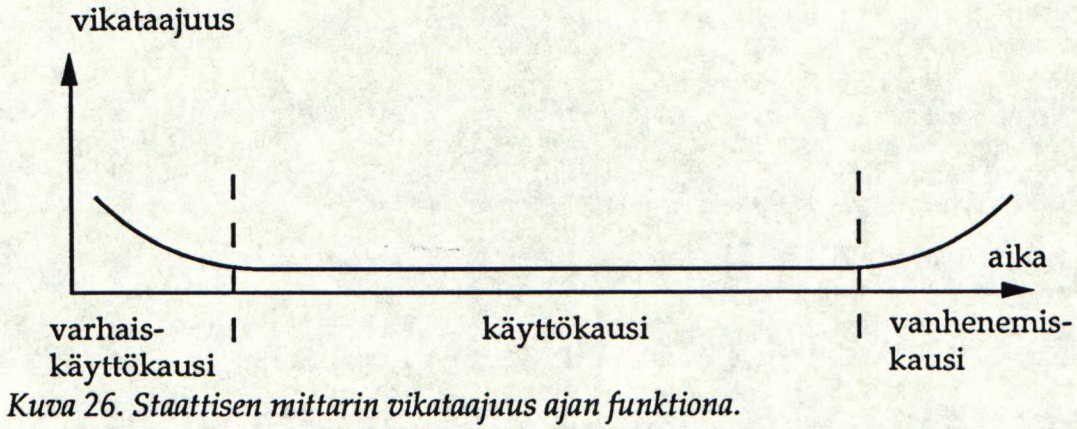 vikataajuus
aika
varhais-
käyttökausi
käyttökausi
vanhenemis-
kausi
Kuva 26. Staattisen mittarin vikataajuus ajan funktiona.